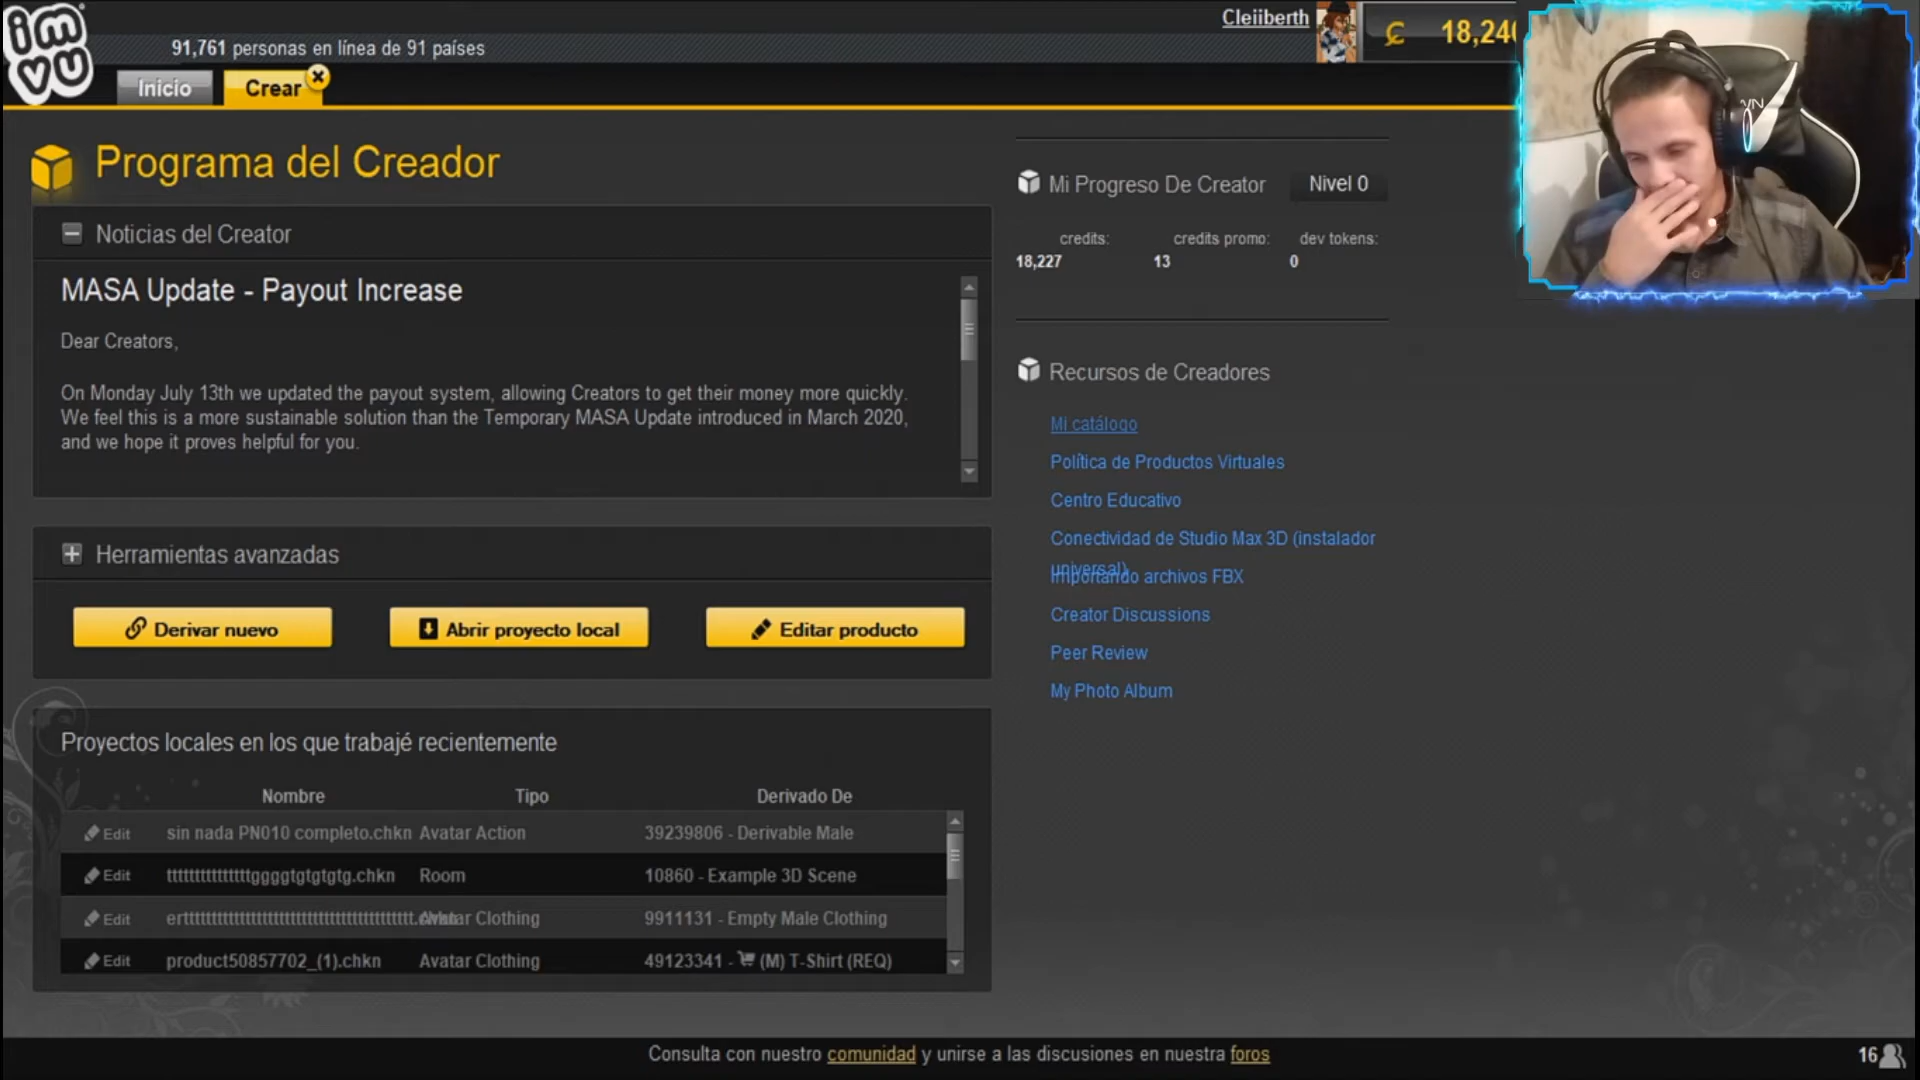 imvu
91,761 personas en línea de 91 países
Cleiiberth
18,240
Inicio
Crear
Programa del Creador
Noticias del Creator
MASA Update - Payout Increase
Dear Creators,
On Monday July 13th we updated the payout system, allowing Creators to get their money more quickly.
We feel this is a more sustainable solution than the Temporary MASA Update introduced in March 2020,
and we hope it proves helpful for you.
Herramientas avanzadas
Derivar nuevo
Abrir proyecto local
Editar producto
Proyectos locales en los que trabajé recientemente
Nombre Tipo Derivado De
Edit sin nada PN010 completo.chkn Avatar Action 39239806 - Derivable Male
Edit Room 10860 - Example 3D Scene
Edit Avatar Clothing 9911131 - Empty Male Clothing
Edit product50857702_(1).chkn Avatar Clothing 49123341 - (M) T-Shirt (REQ)
Mi Progreso De Creator Nivel 0
credits: credits promo: dev tokens:
18,227 13 0
Recursos de Creadores
Mi catálogo
Política de Productos Virtuales
Centro Educativo
Conectividad de Studio Max 3D (instalador
universal)
Importando archivos FBX
Creator Discussions
Peer Review
My Photo Album
Consulta con nuestro comunidad y unirse a las discusiones en nuestra foros
16